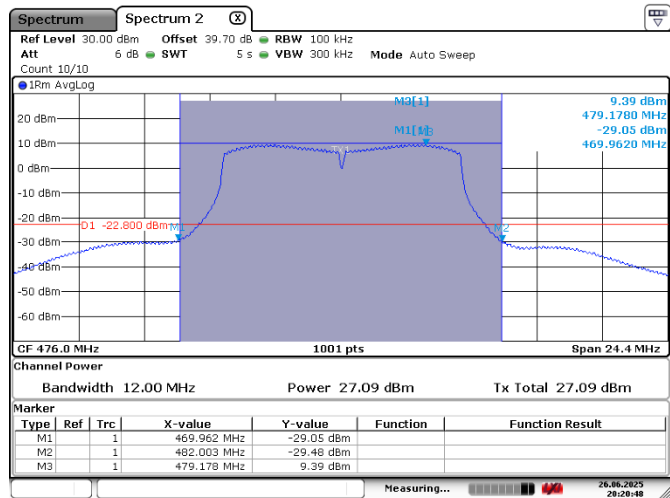 Spectrum Spectrum 2 X
Ref Level 30.00 dBm Offset 39.70 dB RBW 100 kHz
Att 6 dB SWT 5 s VBW 300 kHz Mode Auto Sweep
Count 10/10
1Rm AvgLog
M3[1] 9.39 dBm
479.1780 MHz
20 dBm
M1[1] -29.05 dBm
M3
10 dBm
469.9620 MHz
0 dBm
-10 dBm
-20 dBm
D1 -22.800 dBm M1 M2
-30 dBm
-40 dBm
-50 dBm
-60 dBm
CF 476.0 MHz 1001 pts Span 24.4 MHz
Channel Power
Bandwidth 12.00 MHz Power 27.09 dBm Tx Total 27.09 dBm
Marker
Type Ref Trc X-value Y-value Function Function Result
M1 1 469.962 MHz -29.05 dBm
M2 1 482.003 MHz -29.48 dBm
M3 1 479.178 MHz 9.39 dBm
Measuring... 26.06.2025
20:20:48